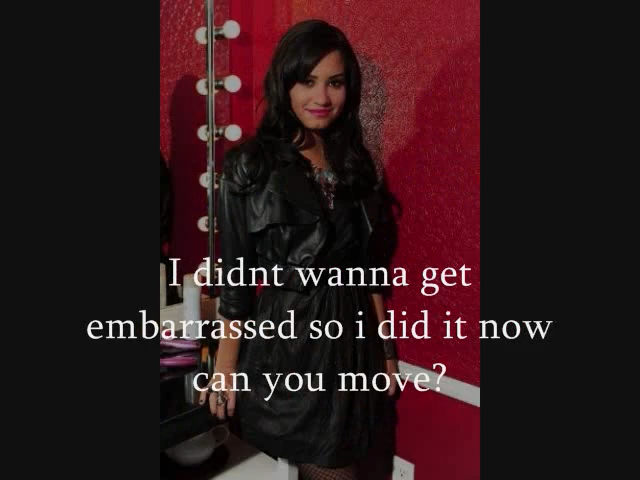 I didnt wanna get
embarrassed so i did it now
can you move?